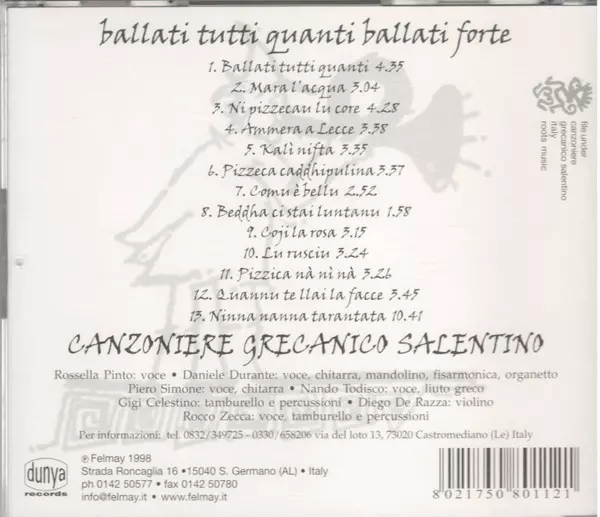 ballati tutti quanti ballati forte
1. Ballati tutti quanti 4.35
2. Mara l'acqua 3.04
3. Ni pizzecau lu core 4.28
4. Ammera a Lecce 3.38
5. Kalì nifta 3.35
6. Pizzeca caddhipulina 3.37
7. Comu è bellu 2.52
8. Beddha ci stai luntanu 1.58
9. Coji la rosa 3.15
10. Lu rusciu 3.24
11. Pizzica nà nì nà 3.26
12. Quannu te llai la facce 3.45
13. Ninna nanna tarantata 10.41
CANZONIERE GRECANICO SALENTINO
Rossella Pinto: voce • Daniele Durante: voce, chitarra, mandolino, fisarmonica, organetto
Piero Simone: voce, chitarra • Nando Todisco: voce, liuto greco
Gigi Celestino: tamburello e percussioni • Diego De Razza: violino
Rocco Zecca: voce, tamburello e percussioni
Per informazioni: tel. 0832/349725 - 0330/658206 via del loto 13, 73020 Castromediano (Le) Italy
file under
canzoniere
grecanico salentino
italy
roots music
dunya
records
℗ Felmay 1998
Strada Roncaglia 16 • 15040 S. Germano (AL) • Italy
ph 0142 50577 • fax 0142 50780
info@felmay.it • www.felmay.it
8 021750 801121